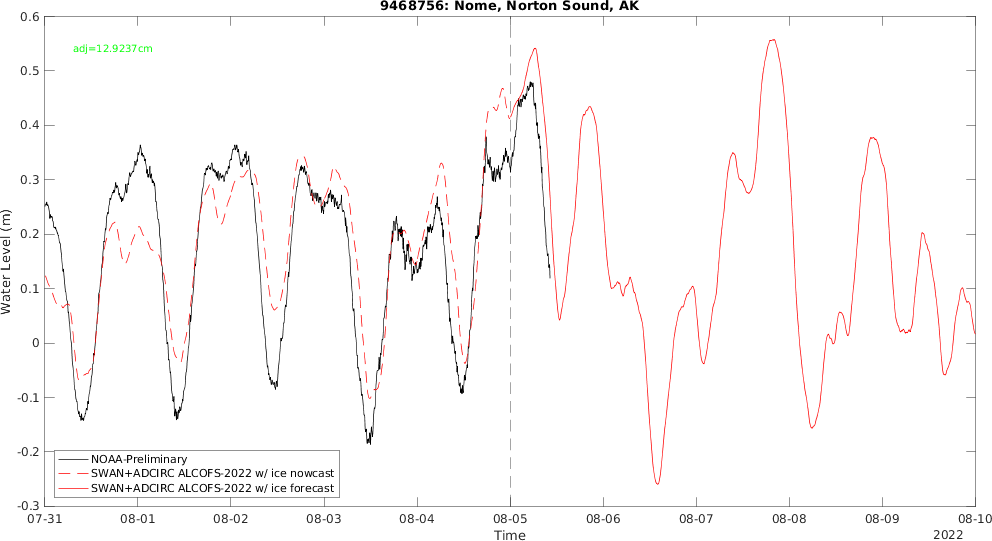 9468756: Nome, Norton Sound, AK
adj=12.9237cm
Water Level (m)
0.6
0.5
0.4
0.3
0.2
0.1
0
-0.1
-0.2
-0.3
NOAA-Preliminary
SWAN+ADCIRC ALCOFS-2022 w/ ice nowcast
SWAN+ADCIRC ALCOFS-2022 w/ ice forecast
07-31 08-01 08-02 08-03 08-04 08-05 08-06 08-07 08-08 08-09 08-10
Time
2022